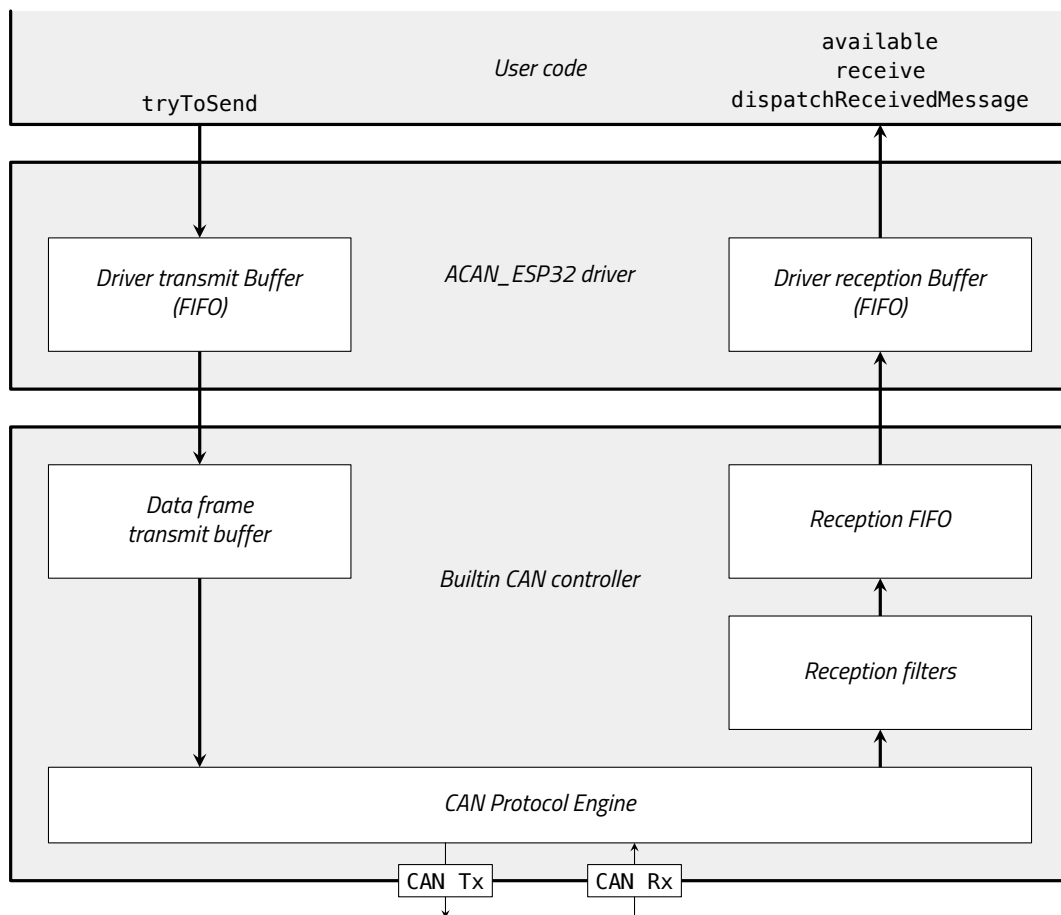 User code
tryToSend
available
receive
dispatchReceivedMessage
Driver transmit Buffer
(FIFO)
ACAN_ESP32 driver
Driver reception Buffer
(FIFO)
Data frame
transmit buffer
Reception FIFO
Builtin CAN controller
Reception filters
CAN Protocol Engine
CAN Tx
CAN Rx